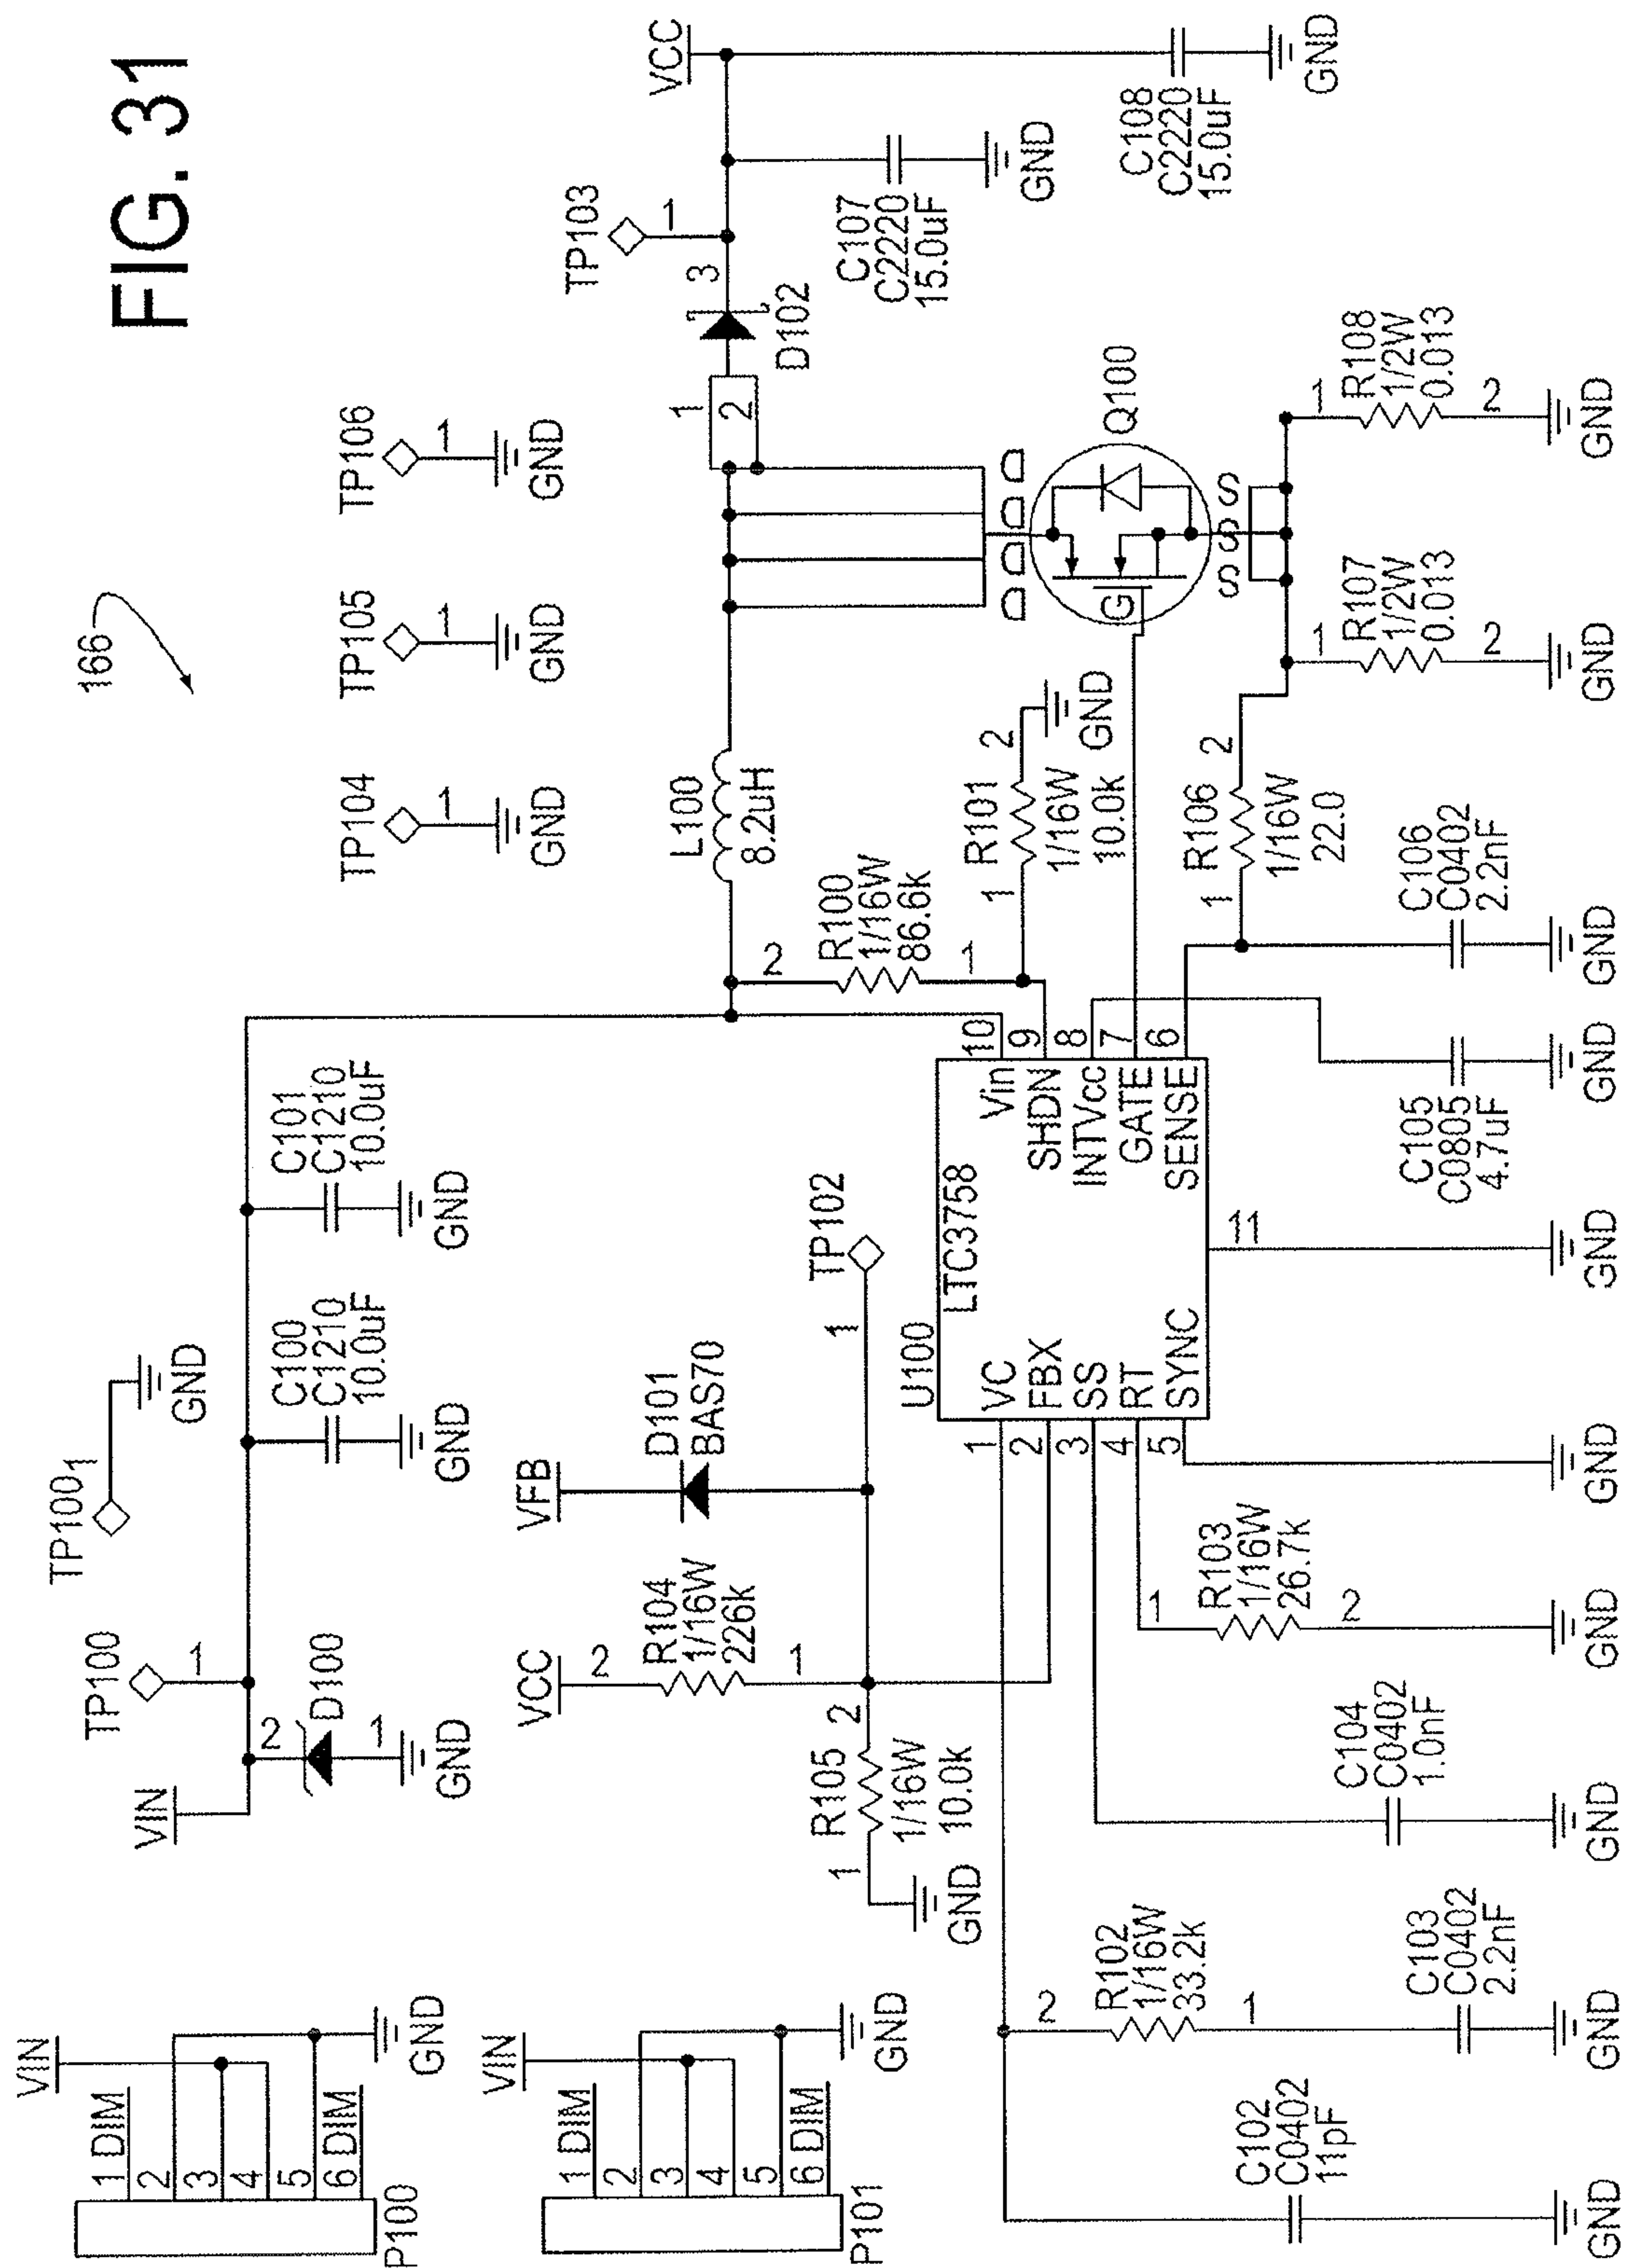 FIG. 31
166
P100
1 DIM
2
3
4
5
6 DIM
VIN
GND
P101
1 DIM
2
3
4
5
6 DIM
VIN
GND
VIN
TP100
1
2
D100
1
GND
TP100
1
GND
C100
C1210
10.0uF
GND
C101
C1210
10.0uF
GND
TP104
1
GND
TP105
1
GND
TP106
1
GND
VCC
2
R104
1/16W
226k
1
VFB
D101
BAS70
TP102
1
2
R105
1/16W
10.0k
1
GND
L100
8.2uH
2
R100
1/16W
86.6k
1
1
R101
1/16W
10.0k
2
GND
1
2
D102
3
TP103
1
VCC
C107
C2220
15.0uF
GND
C108
C2220
15.0uF
GND
U100
LTC3758
VC
FBX
SS
RT
SYNC
1
2
3
4
5
Vin
SHDN
INTVcc
GATE
SENSE
10
9
8
7
6
11
GND
D D D D
G
Q100
S S S
1
R106
1/16W
22.0
2
1
R107
1/2W
0.013
2
GND
1
R108
1/2W
0.013
2
GND
C102
C0402
11pF
GND
2
R102
1/16W
33.2k
1
C103
C0402
2.2nF
GND
C104
C0402
1.0nF
GND
1
R103
1/16W
26.7k
2
GND
GND
C105
C0805
4.7uF
GND
C106
C0402
2.2nF
GND